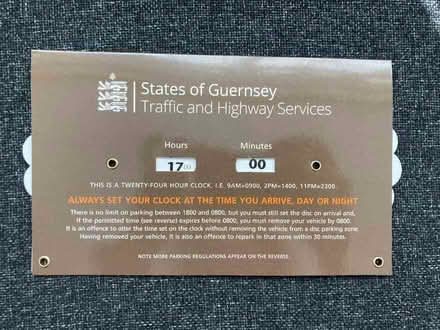 States of Guernsey
Traffic and Highway Services
Hours Minutes
17:00 00
THIS IS A TWENTY-FOUR HOUR CLOCK, I.E. 9AM=0900, 2PM=1400, 11PM=2300.
ALWAYS SET YOUR CLOCK AT THE TIME YOU ARRIVE, DAY OR NIGHT
There is no limit on parking between 1800 and 0800, but you must still set the disc on arrival and,
if the permitted time (see reverse) expires before 0800, you must remove your vehicle by 0800.
It is an offence to alter the time set on the clock without removing the vehicle from a disc parking zone.
Having removed your vehicle, it is also an offence to repark in that zone within 30 minutes.
NOTE MORE PARKING REGULATIONS APPEAR ON THE REVERSE.